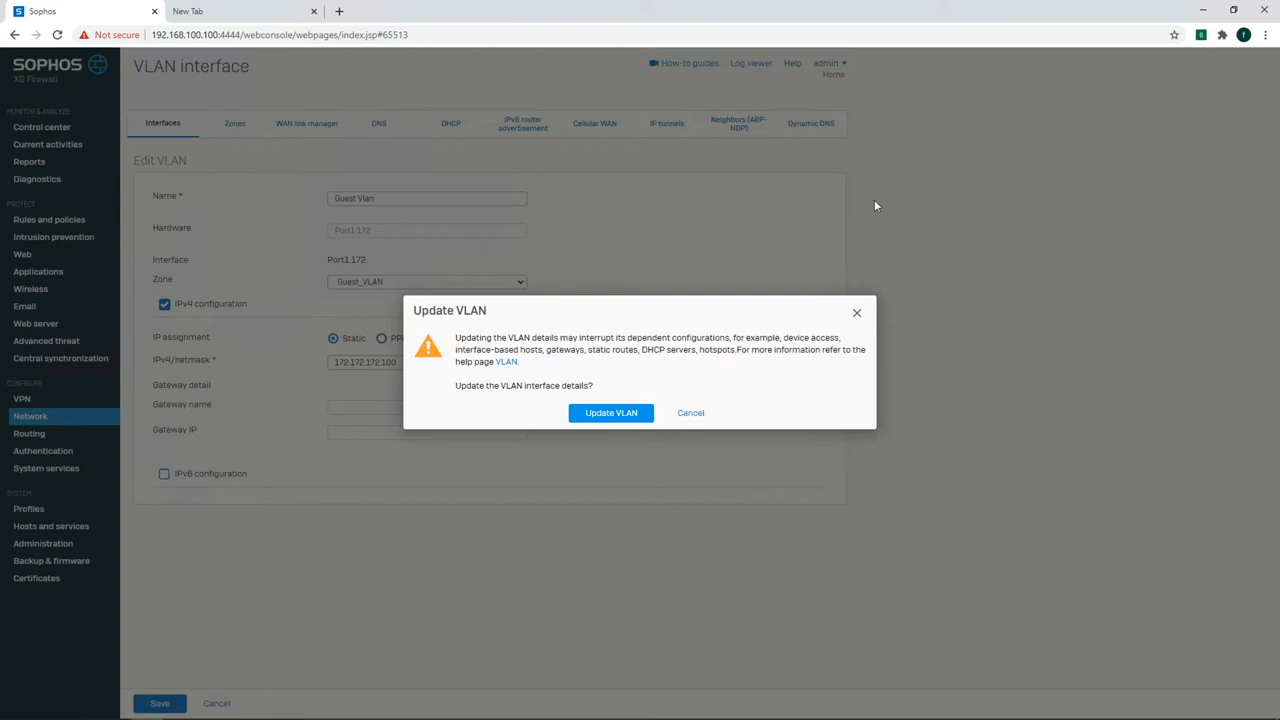 Sophos
New Tab
Not secure
192.168.100.100:4444/webconsole/webpages/index.jsp#65513
SOPHOS
XG Firewall
VLAN interface
How-to guides
Log viewer
Help
admin
Home
MONITOR & ANALYZE
Control center
Current activities
Reports
Diagnostics
PROTECT
Rules and policies
Intrusion prevention
Web
Applications
Wireless
Email
Web server
Advanced threat
Central synchronization
CONFIGURE
VPN
Network
Routing
Authentication
System services
SYSTEM
Profiles
Hosts and services
Administration
Backup & firmware
Certificates
Interfaces
Zones
WAN link manager
DNS
DHCP
IPv6 router
advertisement
Cellular WAN
IP tunnels
Neighbors (ARP-
NDP)
Dynamic DNS
Edit VLAN
Name *
Guest Vlan
Hardware
Port1.172
Interface
Port1.172
Zone
Guest_VLAN
IPv4 configuration
IP assignment
Static
IPv4/netmask *
172.172.172.100
Gateway detail
Gateway name
Gateway IP
IPv6 configuration
Update VLAN
Updating the VLAN details may interrupt its dependent configurations, for example, device access,
interface-based hosts, gateways, static routes, DHCP servers, hotspots.For more information refer to the
help page VLAN.
Update the VLAN interface details?
Update VLAN
Cancel
Save
Cancel